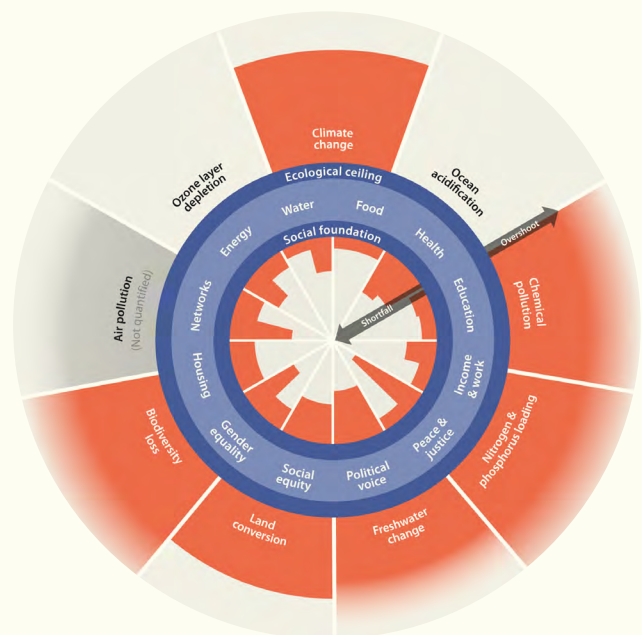 Climate
change
Ocean
acidification
Chemical
pollution
Nitrogen &
phosphorus loading
Freshwater
change
Land
conversion
Biodiversity
loss
Air pollution
(Not quantified)
Ozone layer
depletion
Ecological ceiling
Water
Food
Health
Education
Income
& work
Peace &
justice
Political
voice
Social
equity
Gender
equality
Housing
Networks
Energy
Social foundation
Overshoot
Shortfall